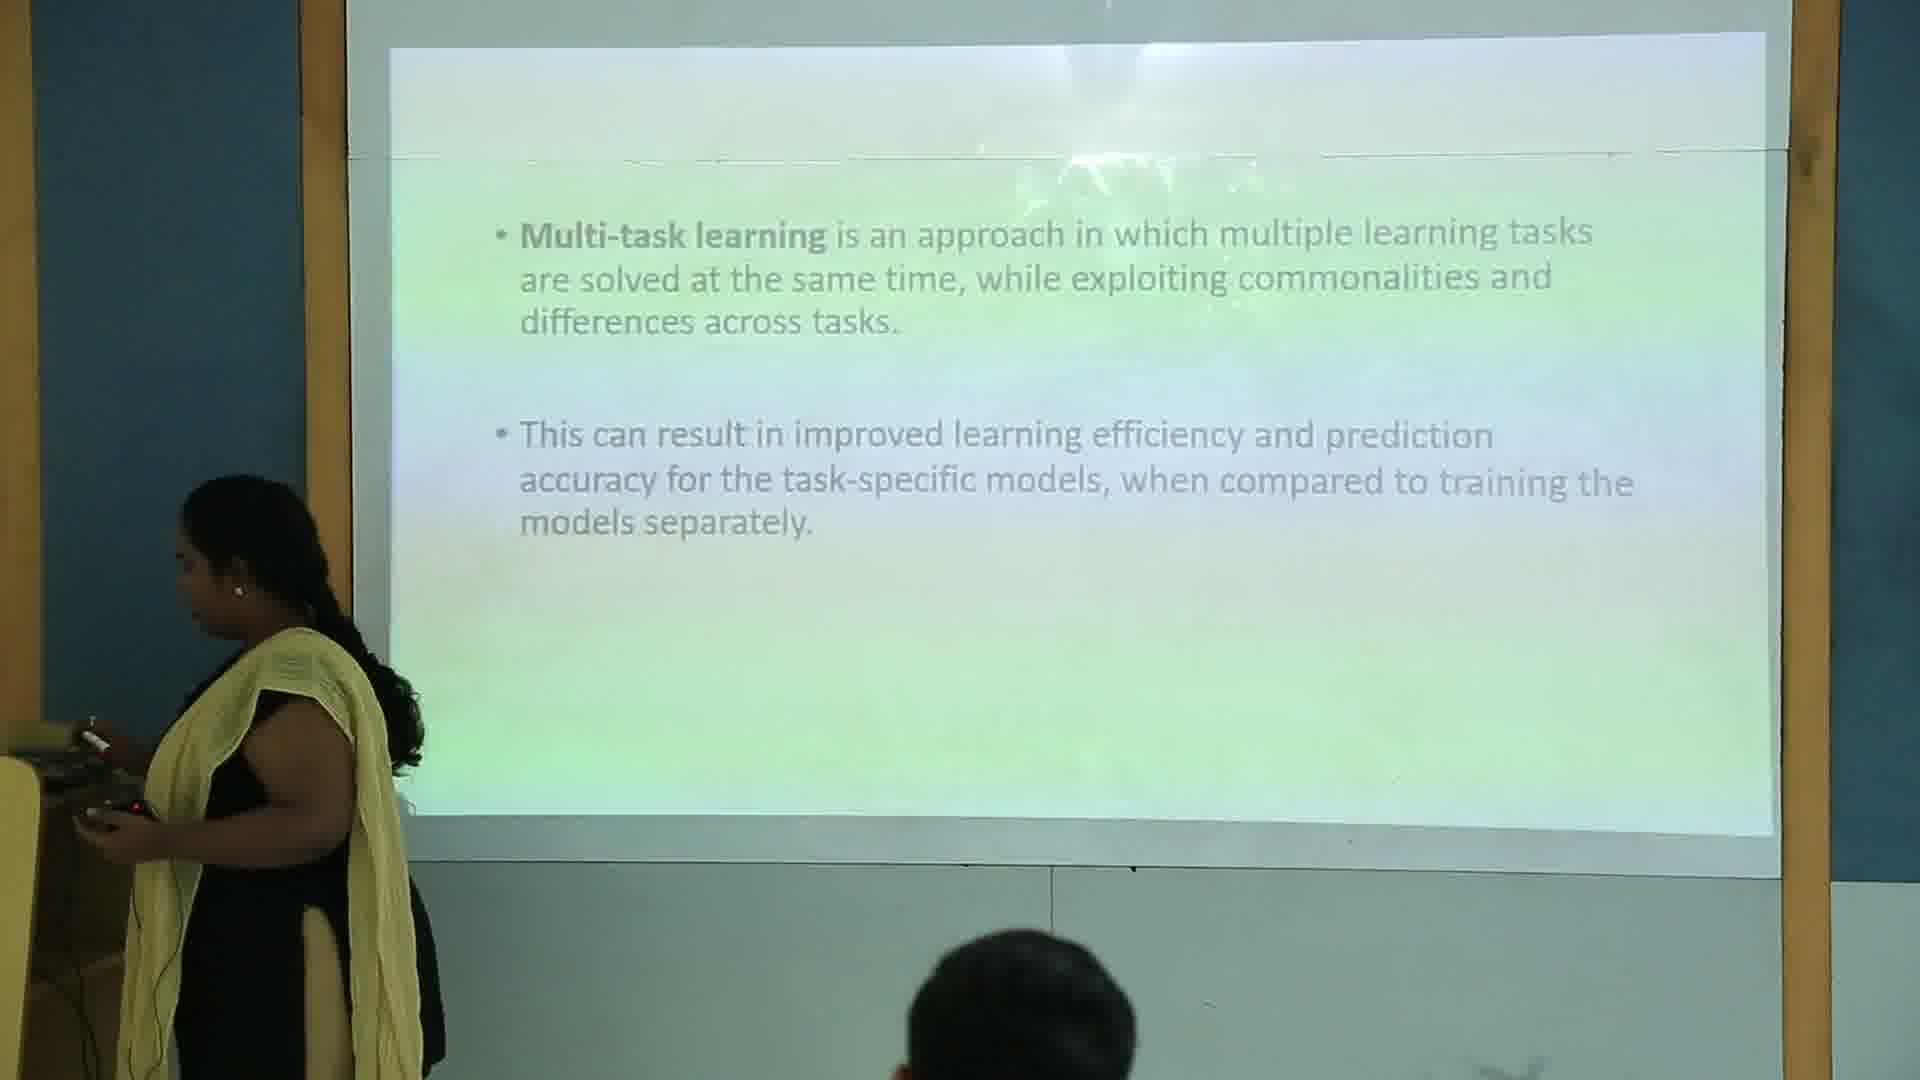 • Multi-task learning is an approach in which multiple learning tasks
are solved at the same time, while exploiting commonalities and
differences across tasks.
• This can result in improved learning efficiency and prediction
accuracy for the task-specific models, when compared to training the
models separately.